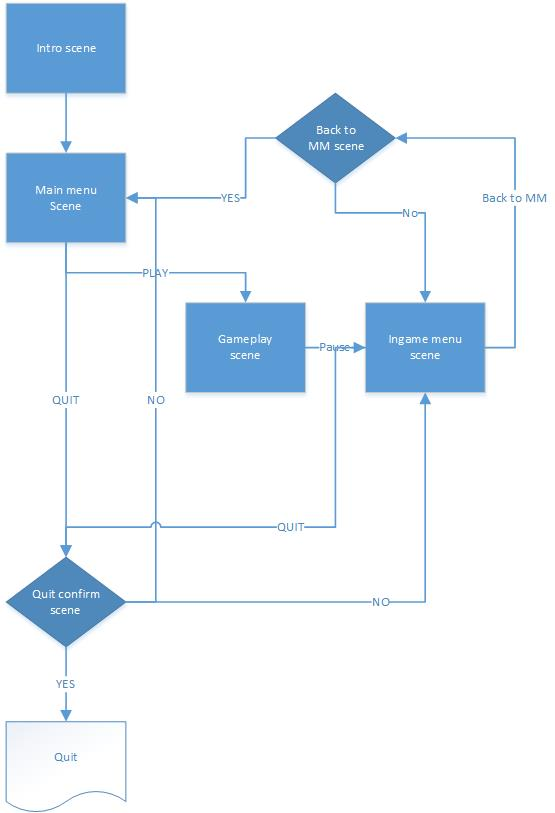 Intro scene
Back to
MM scene
Main menu
Scene
YES
Back to MM
No
PLAY
Gameplay
scene
Pause
Ingame menu
scene
QUIT
NO
QUIT
Quit confirm
scene
NO
YES
Quit